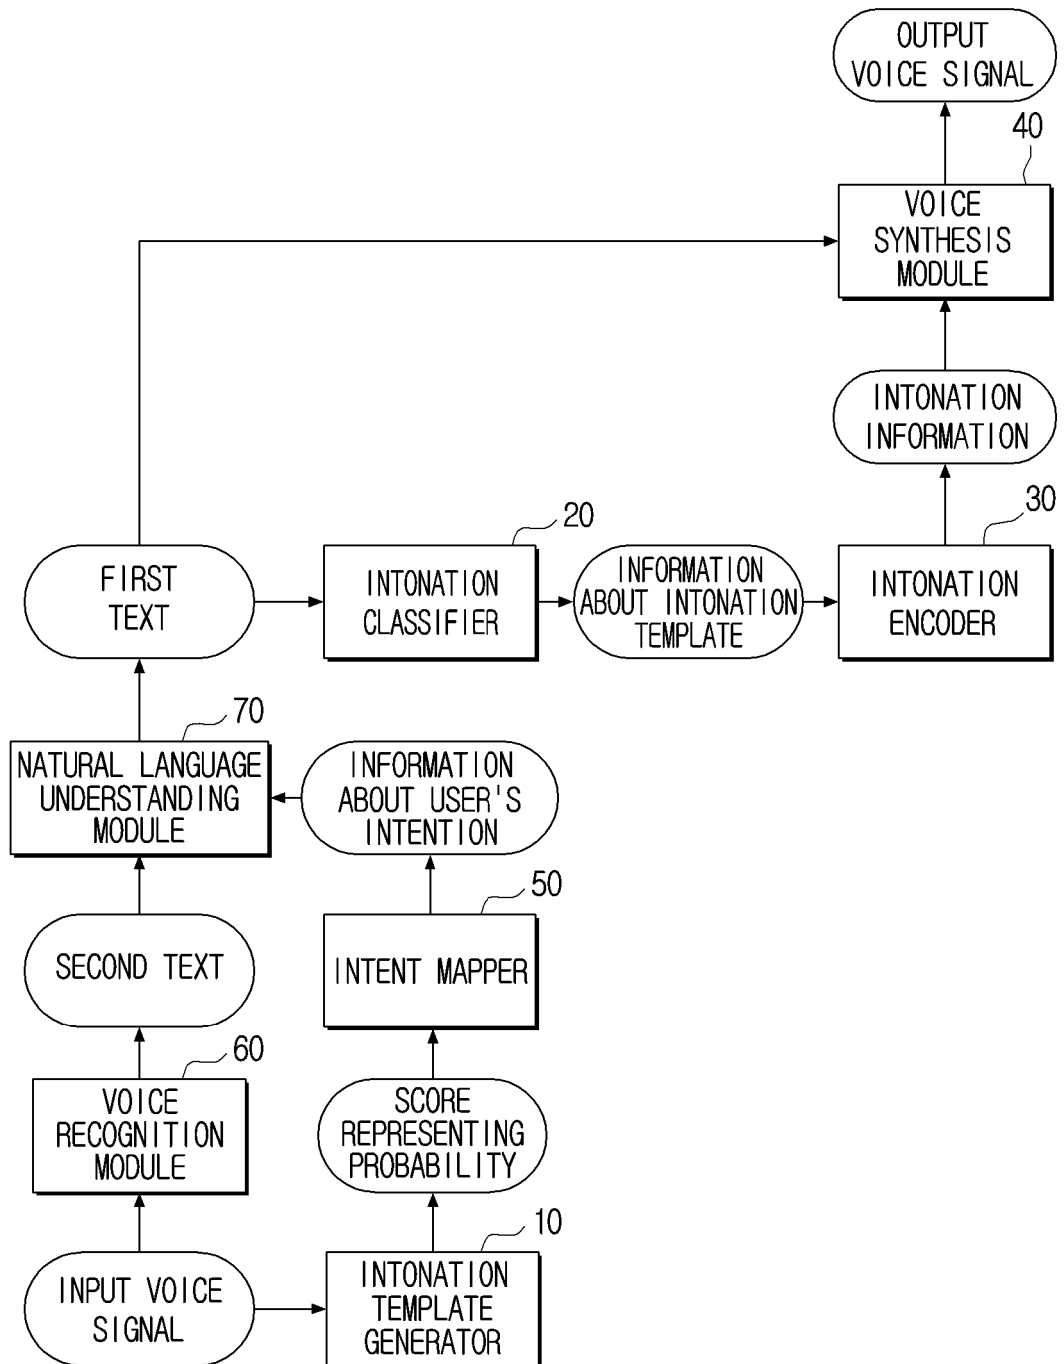 OUTPUT
VOICE SIGNAL
40
VOICE
SYNTHESIS
MODULE
INTONATION
INFORMATION
30
INTONATION
ENCODER
INFORMATION
ABOUT INTONATION
TEMPLATE
20
INTONATION
CLASSIFIER
FIRST
TEXT
70
NATURAL LANGUAGE
UNDERSTANDING
MODULE
INFORMATION
ABOUT USER'S
INTENTION
50
INTENT MAPPER
SECOND TEXT
60
VOICE
RECOGNITION
MODULE
SCORE
REPRESENTING
PROBABILITY
10
INTONATION
TEMPLATE
GENERATOR
INPUT VOICE
SIGNAL